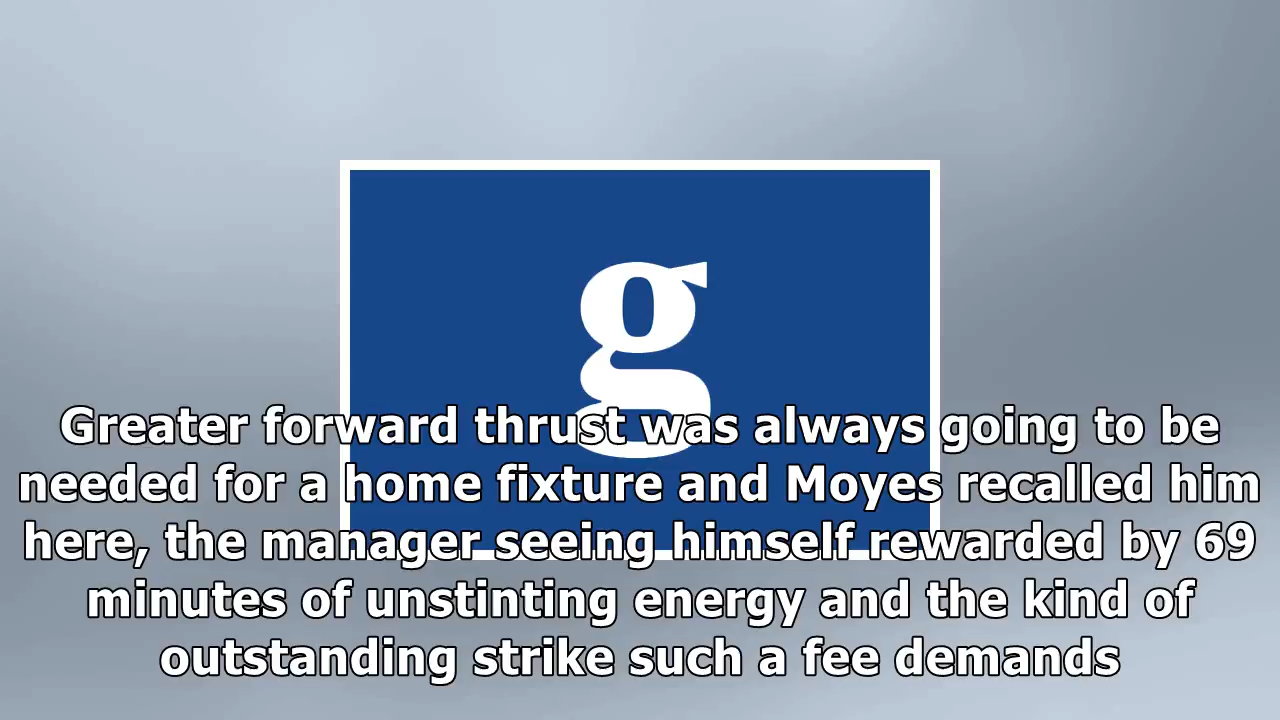 g
Greater forward thrust was always going to be
needed for a home fixture and Moyes recalled him
here, the manager seeing himself rewarded by 69
minutes of unstinting energy and the kind of
outstanding strike such a fee demands